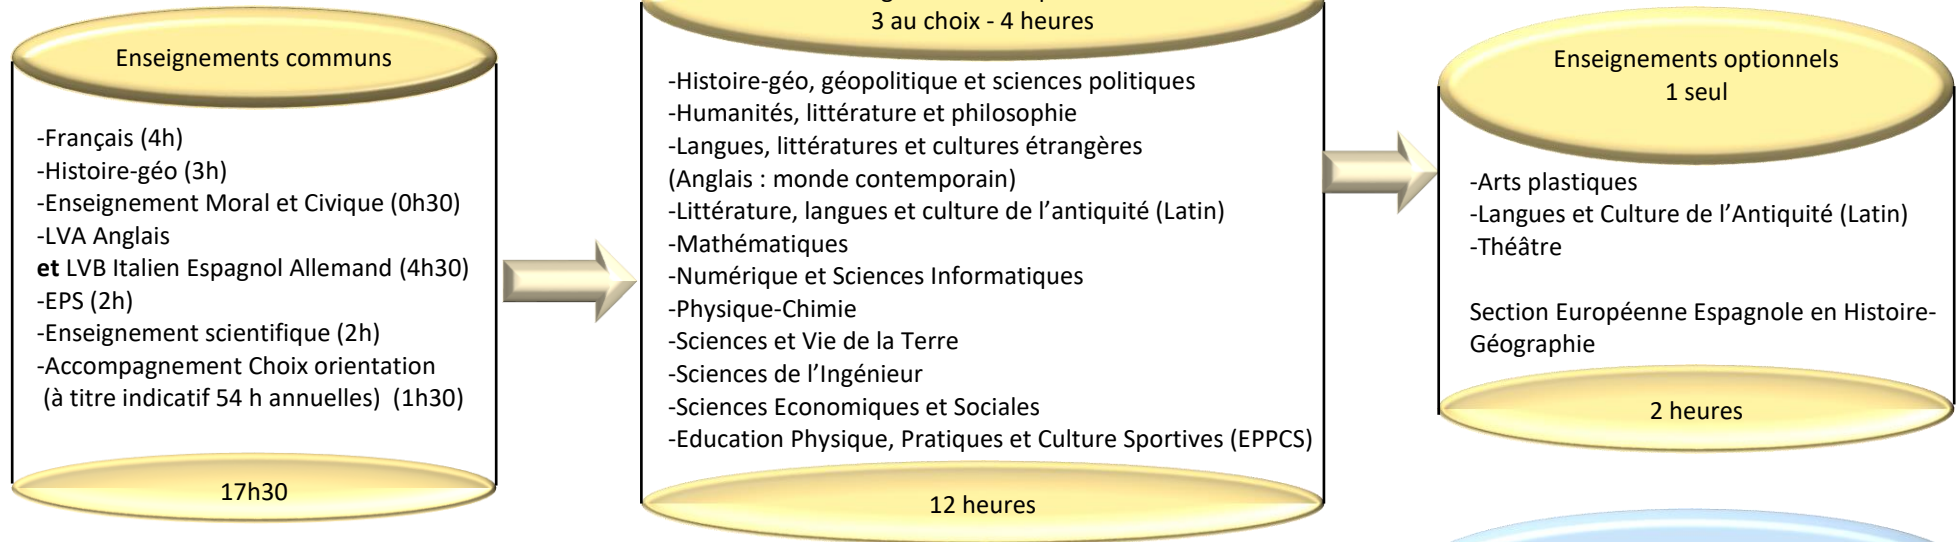 Enseignements communs
-Français (4h)
-Histoire-géo (3h)
-Enseignement Moral et Civique (0h30)
-LVA Anglais
et LVB Italien Espagnol Allemand (4h30)
-EPS (2h)
-Enseignement scientifique (2h)
-Accompagnement Choix orientation
(à titre indicatif 54 h annuelles) (1h30)
17h30
3 au choix - 4 heures
-Histoire-géo, géopolitique et sciences politiques
-Humanités, littérature et philosophie
-Langues, littératures et cultures étrangères
(Anglais : monde contemporain)
-Littérature, langues et culture de l’antiquité (Latin)
-Mathématiques
-Numérique et Sciences Informatiques
-Physique-Chimie
-Sciences et Vie de la Terre
-Sciences de l’Ingénieur
-Sciences Economiques et Sociales
-Education Physique, Pratiques et Culture Sportives (EPPCS)
12 heures
Enseignements optionnels
1 seul
-Arts plastiques
-Langues et Culture de l’Antiquité (Latin)
-Théâtre
Section Européenne Espagnole en Histoire-
Géographie
2 heures